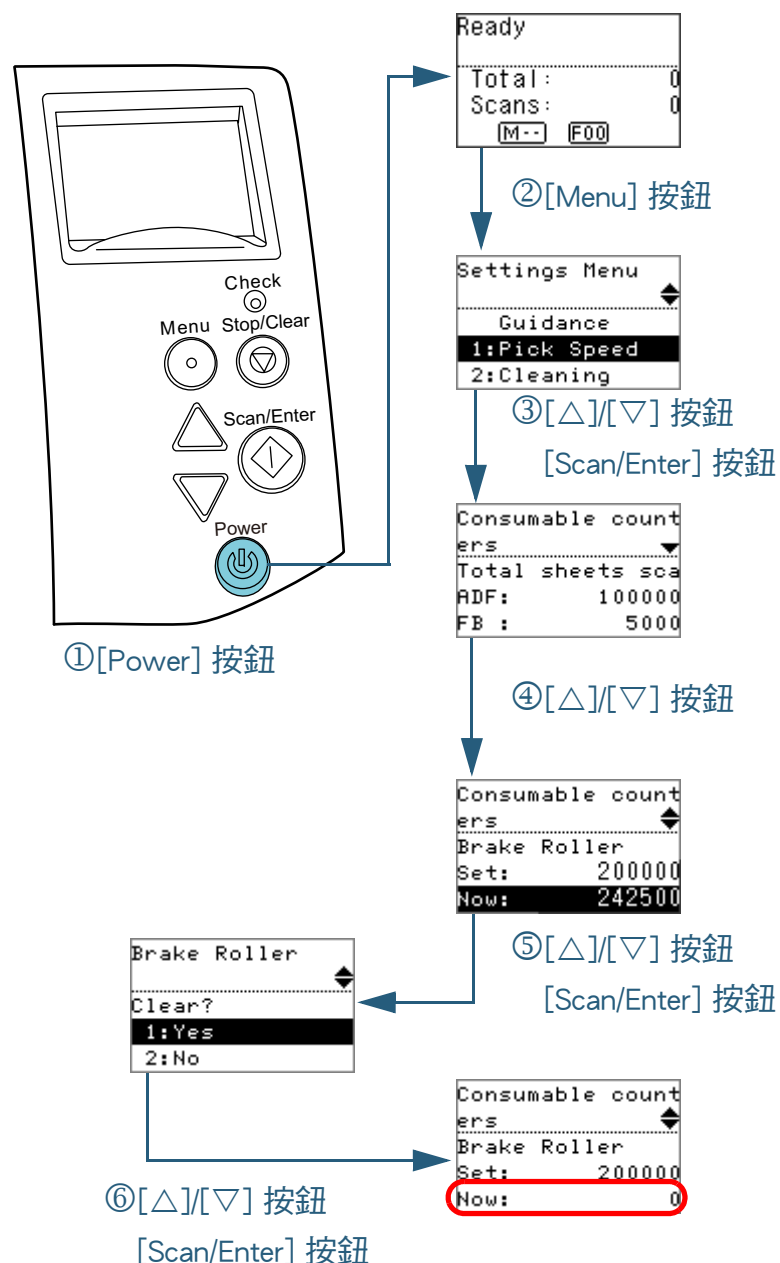 Ready
Total: 0
Scans: 0
M-- F00
②[Menu] 按鈕
Settings Menu
Guidance
1:Pick Speed
2:Cleaning
Check
Menu Stop/Clear
Scan/Enter
Power
①[Power] 按鈕
③[△]/[▽] 按鈕
[Scan/Enter] 按鈕
Consumable count
ers
Total sheets sca
ADF: 100000
FB : 5000
④[△]/[▽] 按鈕
Consumable count
ers
Brake Roller
Set: 200000
Now: 242500
⑤[△]/[▽] 按鈕
[Scan/Enter] 按鈕
Brake Roller
Clear?
1:Yes
2:No
⑥[△]/[▽] 按鈕
[Scan/Enter] 按鈕
Consumable count
ers
Brake Roller
Set: 200000
Now: 0